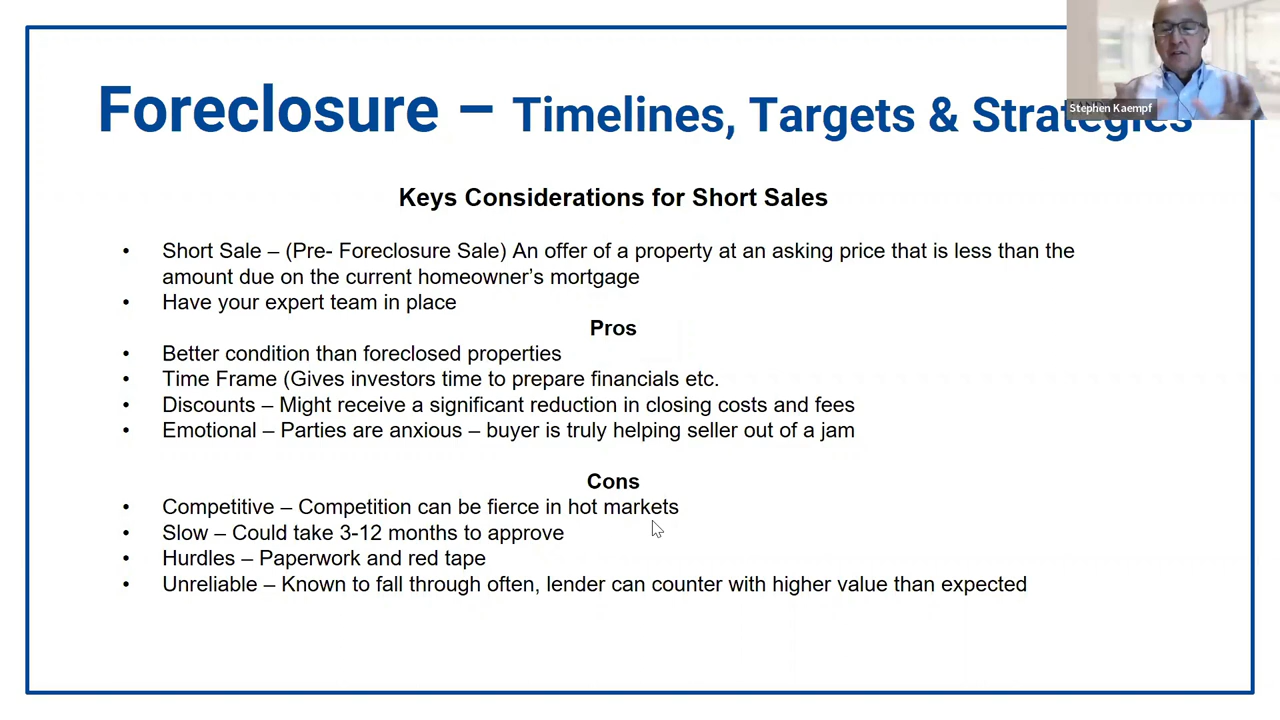 Foreclosure – Timelines, Targets & Strategies
Stephen Kaempf
Keys Considerations for Short Sales
• Short Sale – (Pre- Foreclosure Sale) An offer of a property at an asking price that is less than the
amount due on the current homeowner's mortgage
• Have your expert team in place
Pros
• Better condition than foreclosed properties
• Time Frame (Gives investors time to prepare financials etc.
• Discounts – Might receive a significant reduction in closing costs and fees
• Emotional – Parties are anxious – buyer is truly helping seller out of a jam
Cons
• Competitive – Competition can be fierce in hot markets
• Slow – Could take 3-12 months to approve
• Hurdles – Paperwork and red tape
• Unreliable – Known to fall through often, lender can counter with higher value than expected